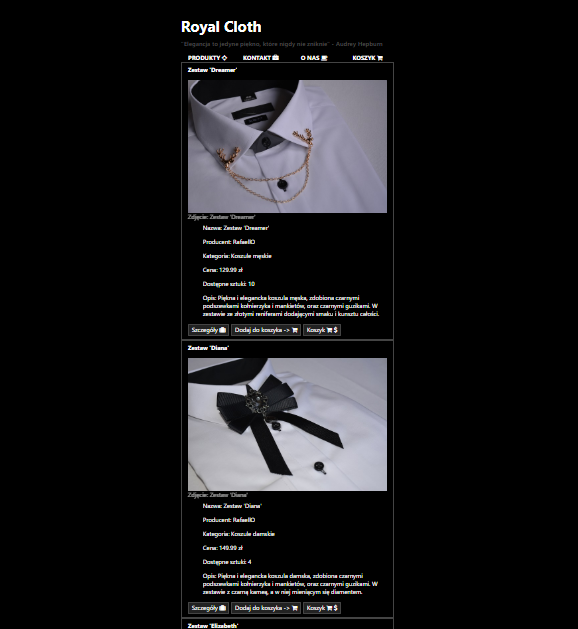 Royal Cloth
"Elegancja to jedyne piękno, które nigdy nie zniknie" - Audrey Hepburn
PRODUKTY KONTAKT O NAS KOSZYK
Zestaw 'Dreamer'
Zdjęcie: Zestaw 'Dreamer'
Nazwa: Zestaw 'Dreamer'
Producent: RafaellO
Kategoria: Koszule męskie
Cena: 129.99 zł
Dostępne sztuki: 10
Opis: Piękna i elegancka koszula męska, zdobiona czarnymi
podszewkami kołnierzyka i mankietów, oraz czarnymi guzikami. W
zestawie ze złotymi reniferami dodającymi smaku i kunsztu całości.
Szczegóły Dodaj do koszyka -> Koszyk $
Zestaw 'Diana'
Zdjęcie: Zestaw 'Diana'
Nazwa: Zestaw 'Diana'
Producent: RafaellO
Kategoria: Koszule damskie
Cena: 149.99 zł
Dostępne sztuki: 4
Opis: Piękna i elegancka koszula damska, zdobiona czarnymi
podszewkami kołnierzyka i mankietów, oraz czarnymi guzikami. W
zestawie z czarną kameą, a w niej mieniącym się diamentem.
Szczegóły Dodaj do koszyka -> Koszyk $
Zestaw 'Elizabeth'